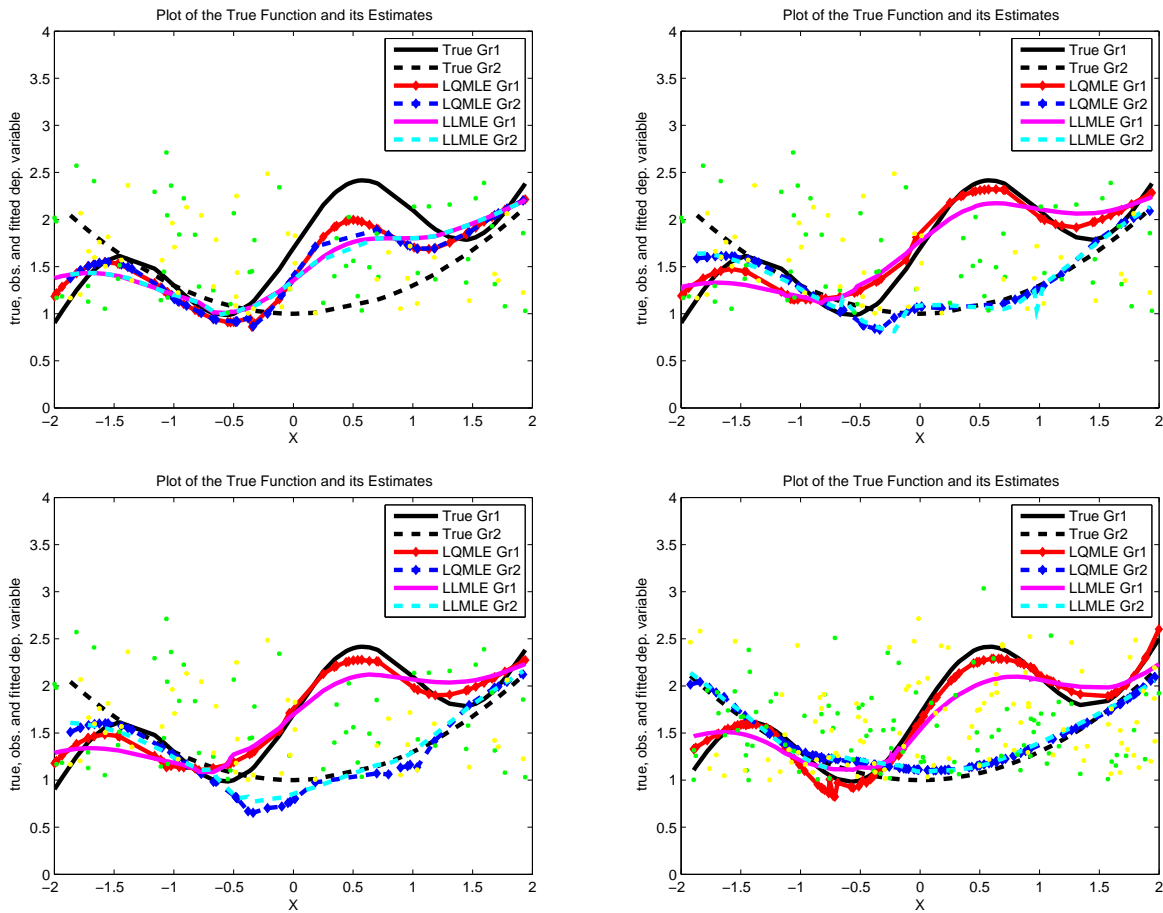 Plot of the True Function and its Estimates
true, obs. and fitted dep. variable
4
3.5
3
2.5
2
1.5
1
0.5
0
True Gr1
True Gr2
LQMLE Gr1
LQMLE Gr2
LLMLE Gr1
LLMLE Gr2
−2 −1.5 −1 −0.5 0 0.5 1 1.5 2
X
Plot of the True Function and its Estimates
true, obs. and fitted dep. variable
4
3.5
3
2.5
2
1.5
1
0.5
0
True Gr1
True Gr2
LQMLE Gr1
LQMLE Gr2
LLMLE Gr1
LLMLE Gr2
−2 −1.5 −1 −0.5 0 0.5 1 1.5 2
X
Plot of the True Function and its Estimates
true, obs. and fitted dep. variable
4
3.5
3
2.5
2
1.5
1
0.5
0
True Gr1
True Gr2
LQMLE Gr1
LQMLE Gr2
LLMLE Gr1
LLMLE Gr2
−2 −1.5 −1 −0.5 0 0.5 1 1.5 2
X
Plot of the True Function and its Estimates
true, obs. and fitted dep. variable
4
3.5
3
2.5
2
1.5
1
0.5
0
True Gr1
True Gr2
LQMLE Gr1
LQMLE Gr2
LLMLE Gr1
LLMLE Gr2
−2 −1.5 −1 −0.5 0 0.5 1 1.5 2
X